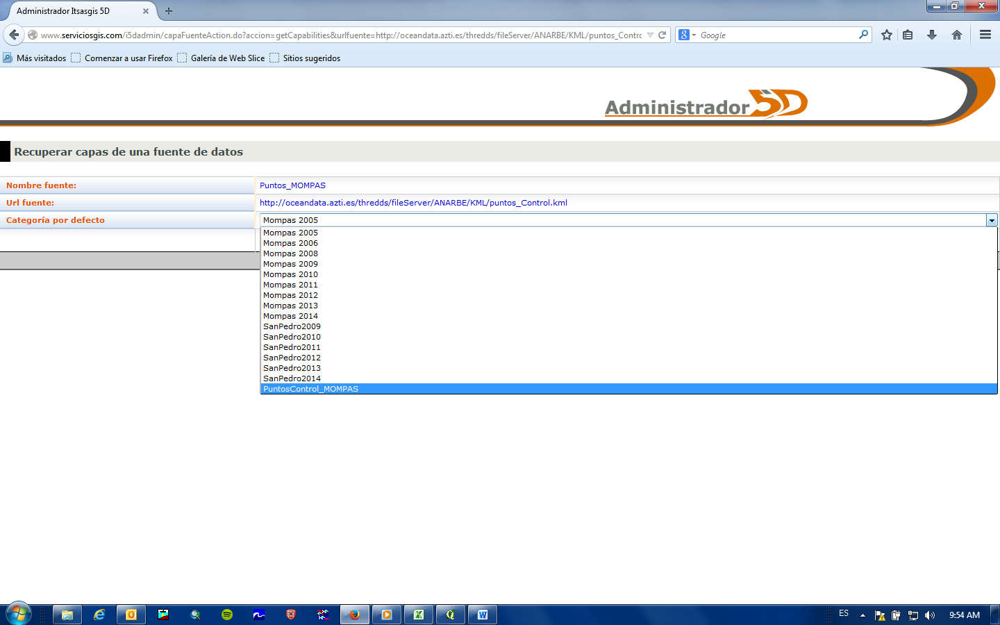 Administrador Itsasgis 5D
www.serviciosgis.com/i5dadmin/capaFuenteAction.do?accion=getCapabilities&urlfuente=http://oceandata.azti.es/thredds/fileServer/ANARBE/KML/puntos_Contro
Google
Más visitados Comenzar a usar Firefox Galería de Web Slice Sitios sugeridos
Administrador 5D
Recuperar capas de una fuente de datos
Nombre fuente: Puntos_MOMPAS
Url fuente: http://oceandata.azti.es/thredds/fileServer/ANARBE/KML/puntos_Control.kml
Categoría por defecto Mompas 2005
Mompas 2005
Mompas 2006
Mompas 2008
Mompas 2009
Mompas 2010
Mompas 2011
Mompas 2012
Mompas 2013
Mompas 2014
SanPedro2009
SanPedro2010
SanPedro2011
SanPedro2012
SanPedro2013
SanPedro2014
PuntosControl_MOMPAS
ES 9:54 AM